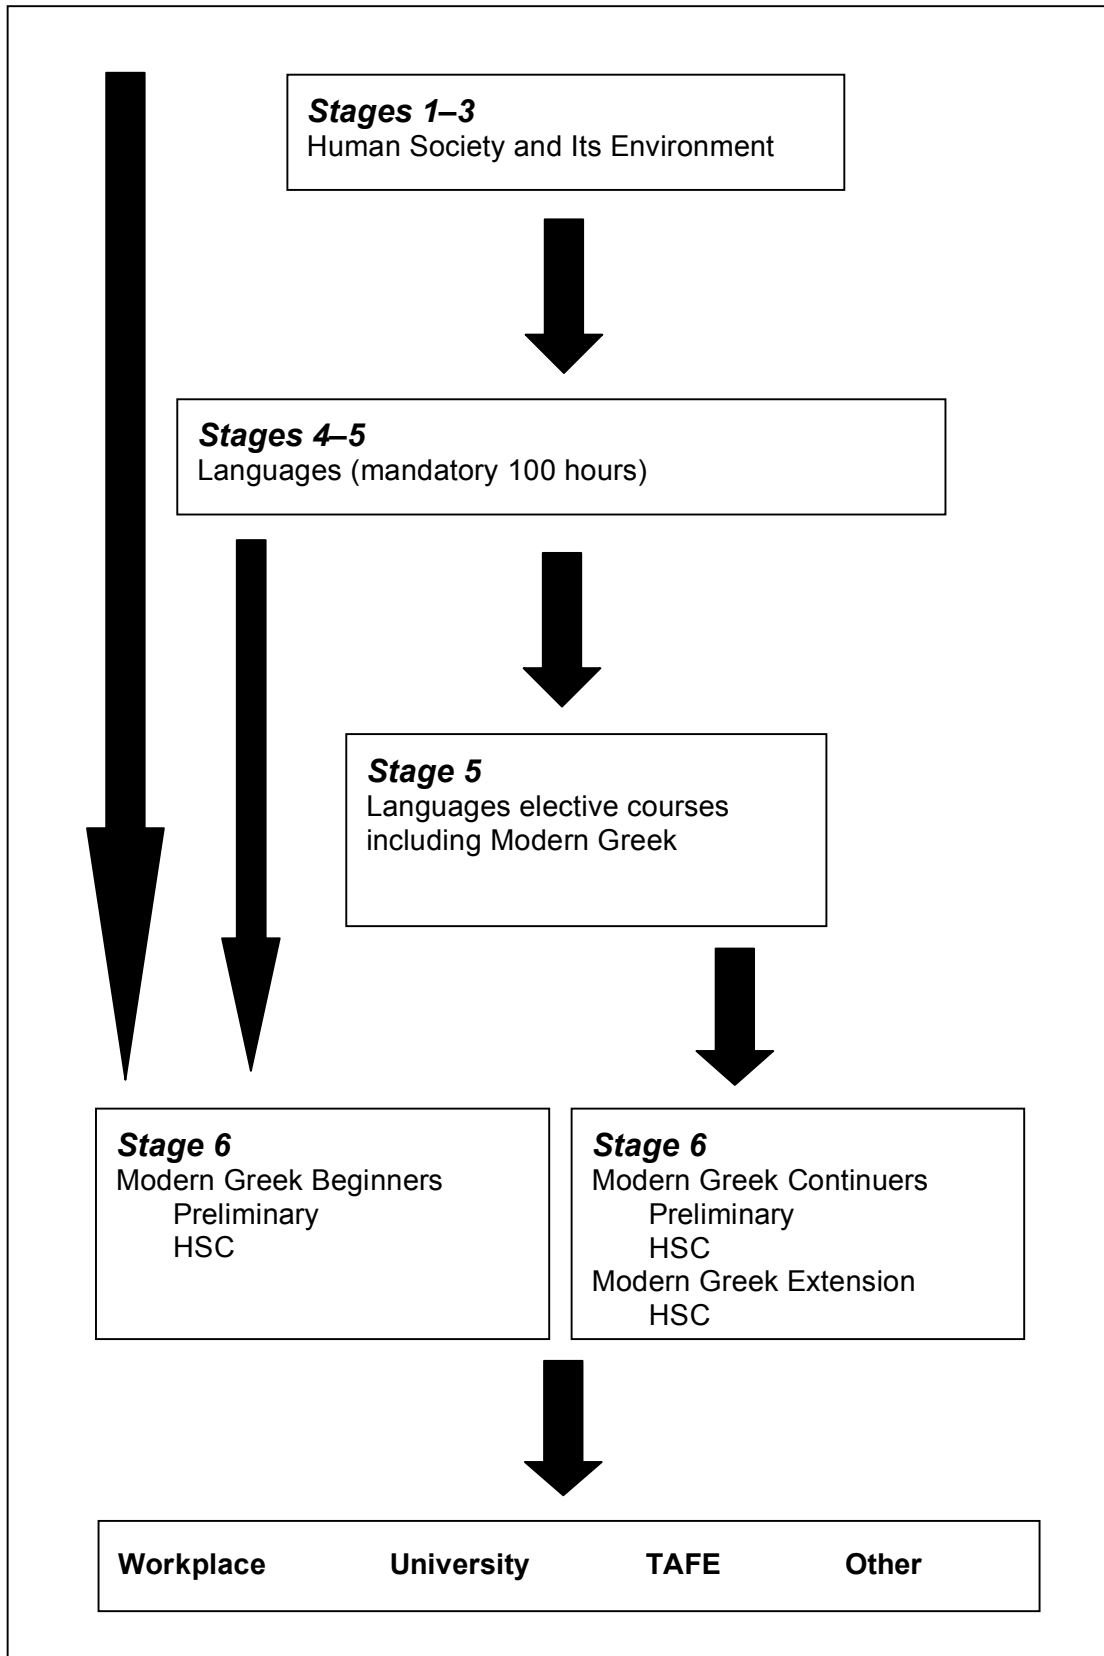 Stages 1–3
Human Society and Its Environment
Stages 4–5
Languages (mandatory 100 hours)
Stage 5
Languages elective courses
including Modern Greek
Stage 6
Modern Greek Beginners
Preliminary
HSC
Stage 6
Modern Greek Continuers
Preliminary
HSC
Modern Greek Extension
HSC
Workplace University TAFE Other